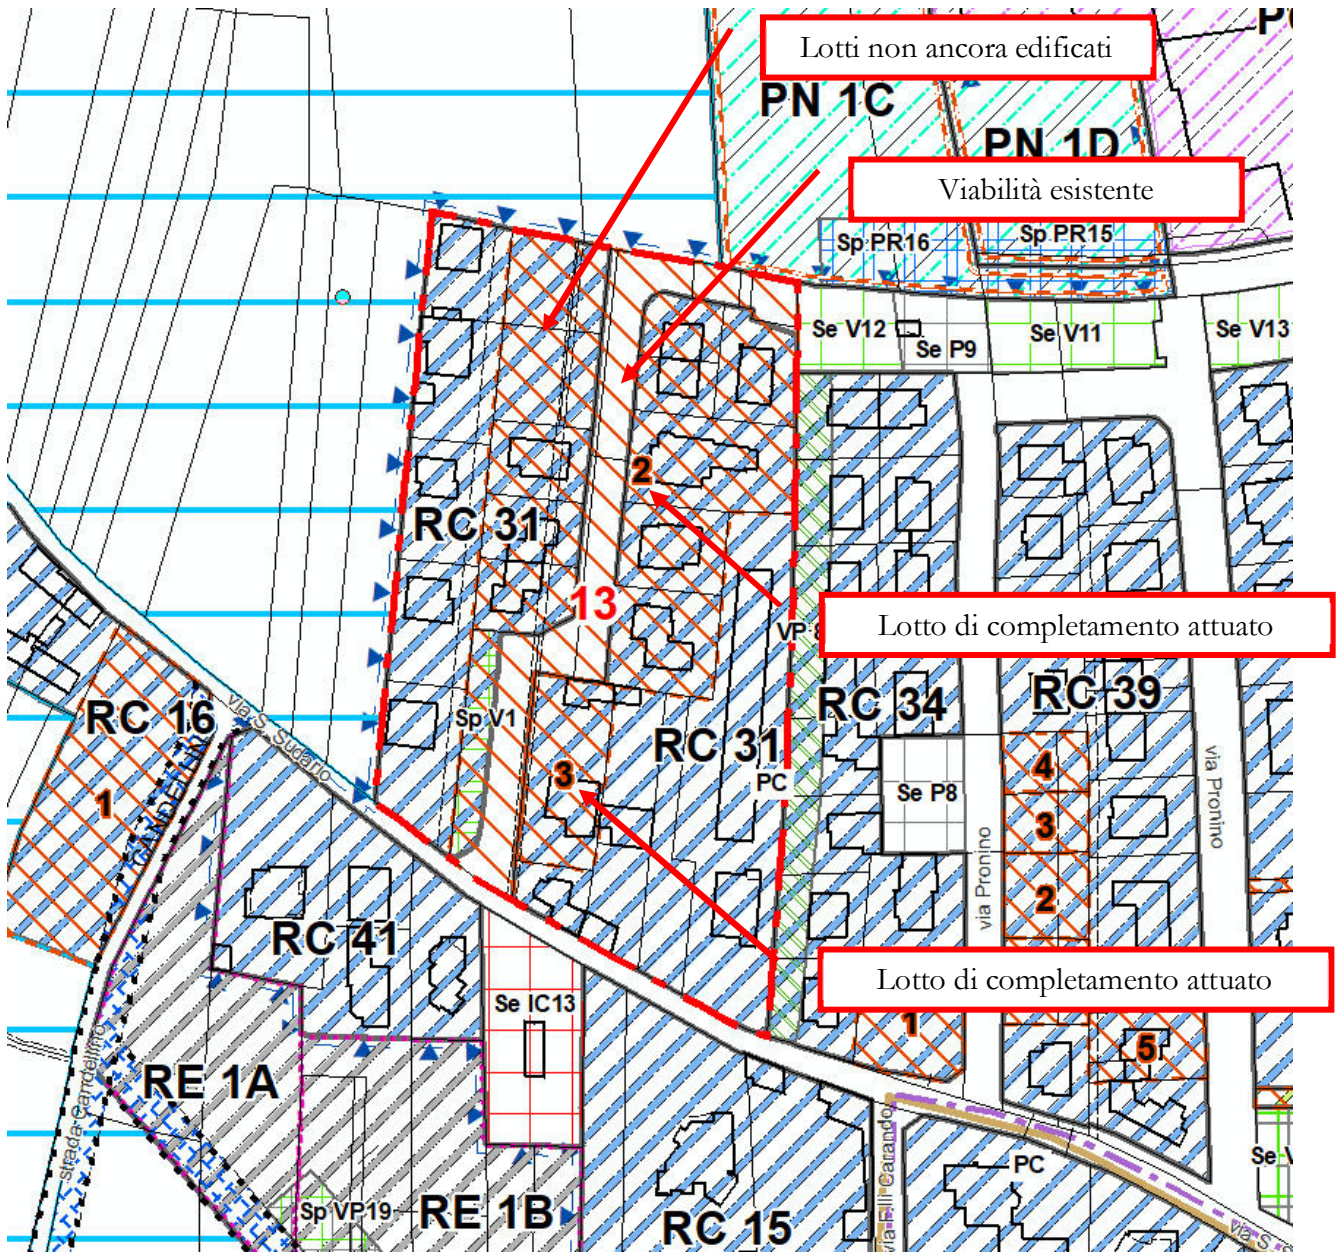 Lotti non ancora edificati
PN 1C
PN 1D
Viabilità esistente
Sp PR16
Sp PR15
Se V12
Se P9
Se V11
Se V13
2
RC 31
13
Lotto di completamento attuato
VP
RC 16
via S. Sudario
Sp V1
RC 31
RC 34
RC 39
3
PC
Se P8
4
3
2
1
via Pronino
via Pronino
RC 41
Lotto di completamento attuato
Se IC13
1
5
RE 1A
strada Candellino
Sp VP19
RE 1B
RC 15
via F.lli Carando
PC
Se
via S.